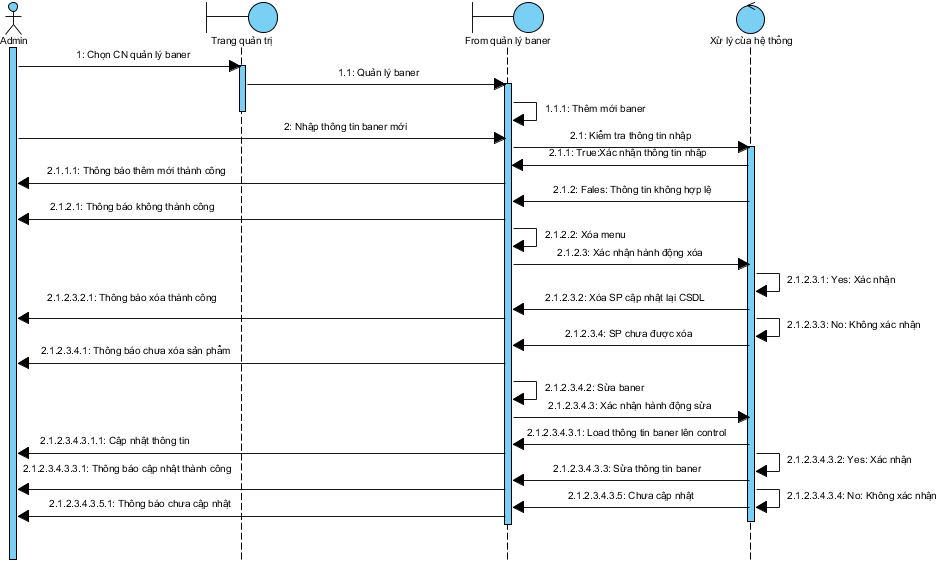 Admin
Trang quản trị
From quản lý baner
Xử lý của hệ thống
1: Chọn CN quản lý baner
1.1: Quản lý baner
1.1.1: Thêm mới baner
2: Nhập thông tin baner mới
2.1: Kiểm tra thông tin nhập
2.1.1: True:Xác nhận thông tin nhập
2.1.1.1: Thông báo thêm mới thành công
2.1.2: Fales: Thông tin không hợp lệ
2.1.2.1: Thông báo không thành công
2.1.2.2: Xóa menu
2.1.2.3: Xác nhận hành động xóa
2.1.2.3.1: Yes: Xác nhận
2.1.2.3.2.1: Thông báo xóa thành công
2.1.2.3.2: Xóa SP cập nhật lại CSDL
2.1.2.3.3: No: Không xác nhận
2.1.2.3.4: SP chưa được xóa
2.1.2.3.4.1: Thông báo chưa xóa sản phẩm
2.1.2.3.4.2: Sửa baner
2.1.2.3.4.3: Xác nhận hành động sửa
2.1.2.3.4.3.1: Load thông tin baner lên control
2.1.2.3.4.3.1.1: Cập nhật thông tin
2.1.2.3.4.3.2: Yes: Xác nhận
2.1.2.3.4.3.3: Sửa thông tin baner
2.1.2.3.4.3.3.1: Thông báo cập nhật thành công
2.1.2.3.4.3.4: No: Không xác nhận
2.1.2.3.4.3.5: Chưa cập nhật
2.1.2.3.4.3.5.1: Thông báo chưa cập nhật